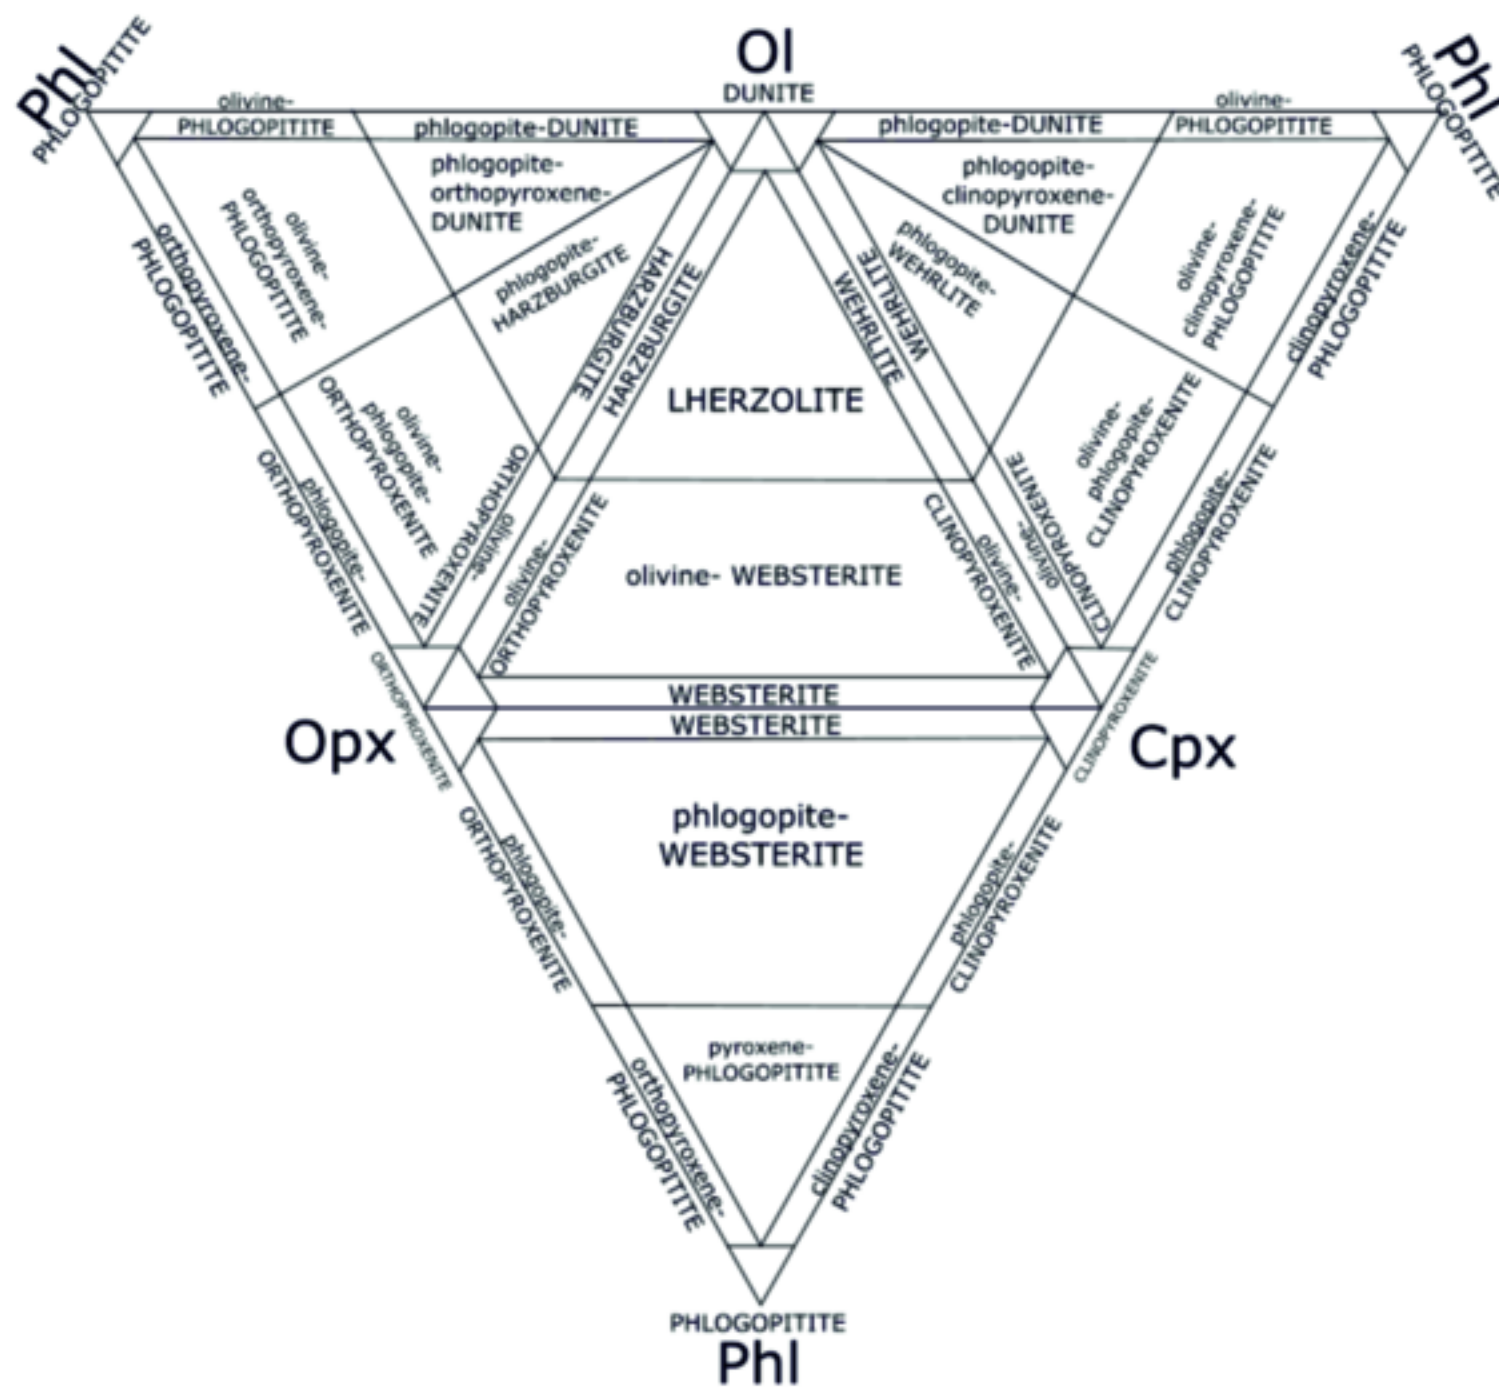 Phl
PHLOGOPITITE
Ol
DUNITE
Phl
PHLOGOPITITE
olivine-
PHLOGOPITITE
phlogopite-DUNITE
phlogopite-DUNITE
olivine-
PHLOGOPITITE
phlogopite-
orthopyroxene-
DUNITE
phlogopite-
clinopyroxene-
DUNITE
olivine-
orthopyroxene-
PHLOGOPITITE
orthopyroxene-
PHLOGOPITITE
phlogopite-
HARZBURGITE
HARZBURGITE
HARZBURGITE
WEHRLITE
WEHRLITE
phlogopite-
WEHRLITE
olivine-
clinopyroxene-
PHLOGOPITITE
clinopyroxene-
PHLOGOPITITE
LHERZOLITE
olivine-
phlogopite-
ORTHOPYROXENITE
phlogopite-
ORTHOPYROXENITE
olivine-
ORTHOPYROXENITE
olivine-
ORTHOPYROXENITE
olivine- WEBSTERITE
olivine-
CLINOPYROXENITE
olivine-
CLINOPYROXENITE
olivine-
phlogopite-
CLINOPYROXENITE
phlogopite-
CLINOPYROXENITE
ORTHOPYROXENITE
WEBSTERITE
WEBSTERITE
CLINOPYROXENITE
Opx
Cpx
phlogopite-
ORTHOPYROXENITE
phlogopite-
WEBSTERITE
phlogopite-
CLINOPYROXENITE
pyroxene-
PHLOGOPITITE
orthopyroxene-
PHLOGOPITITE
clinopyroxene-
PHLOGOPITITE
PHLOGOPITITE
Phl